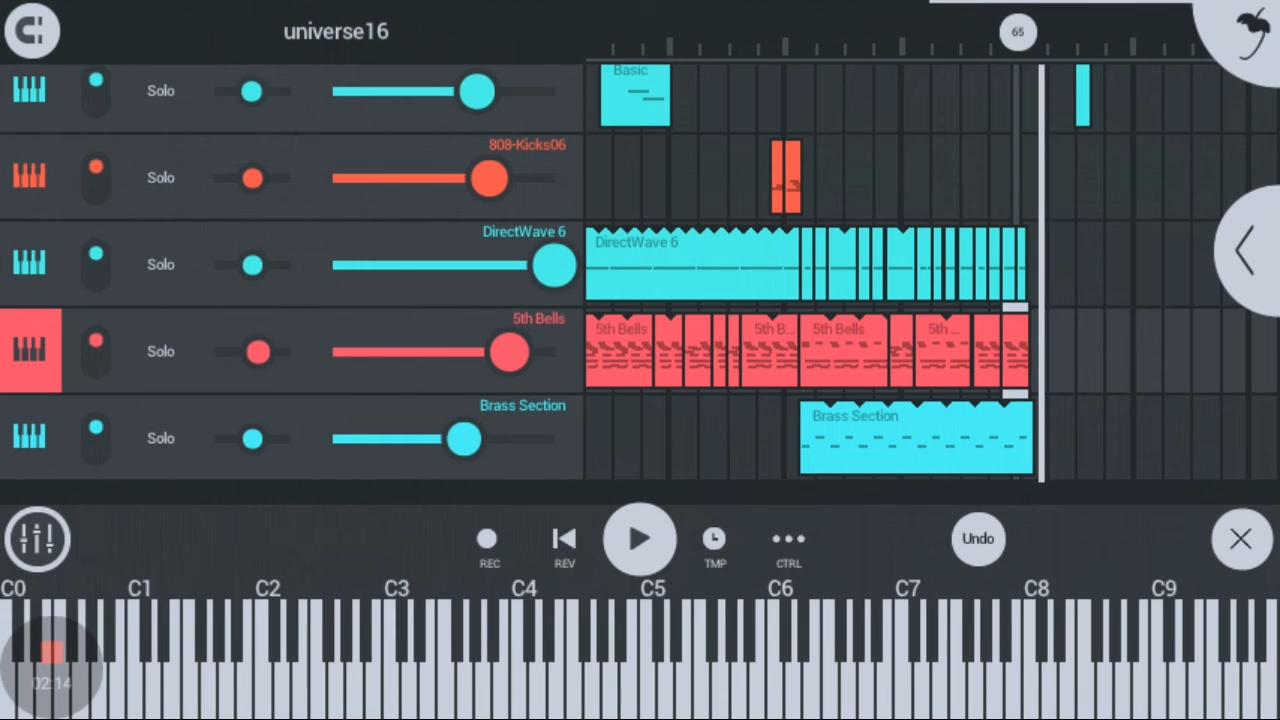 universe16
65
Solo
Basic
808-Kicks06
Solo
DirectWave 6
Solo
DirectWave 6
5th Bells
Solo
5th Bells
5th B...
5th Bells
5th ...
Brass Section
Solo
Brass Section
REC
REV
TMP
CTRL
Undo
C0 C1 C2 C3 C4 C5 C6 C7 C8 C9
02:14